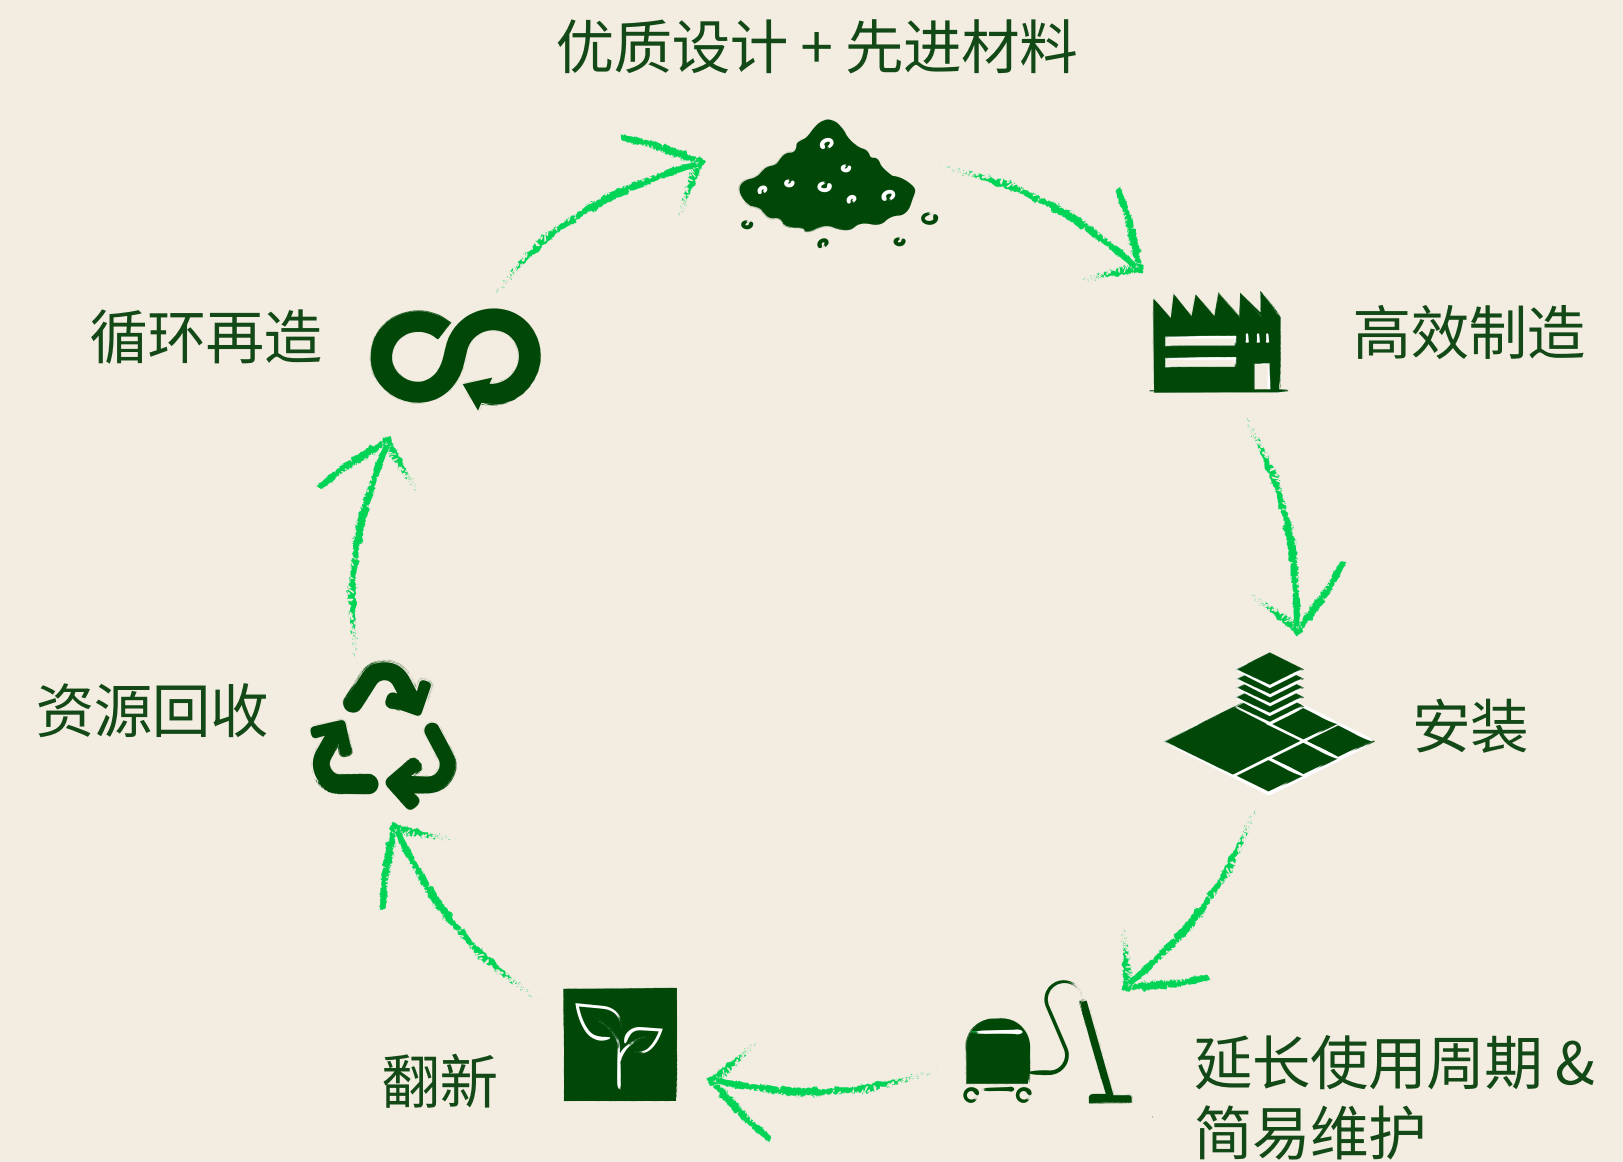 优质设计 + 先进材料
高效制造
安装
延长使用周期 &
简易维护
翻新
资源回收
循环再造